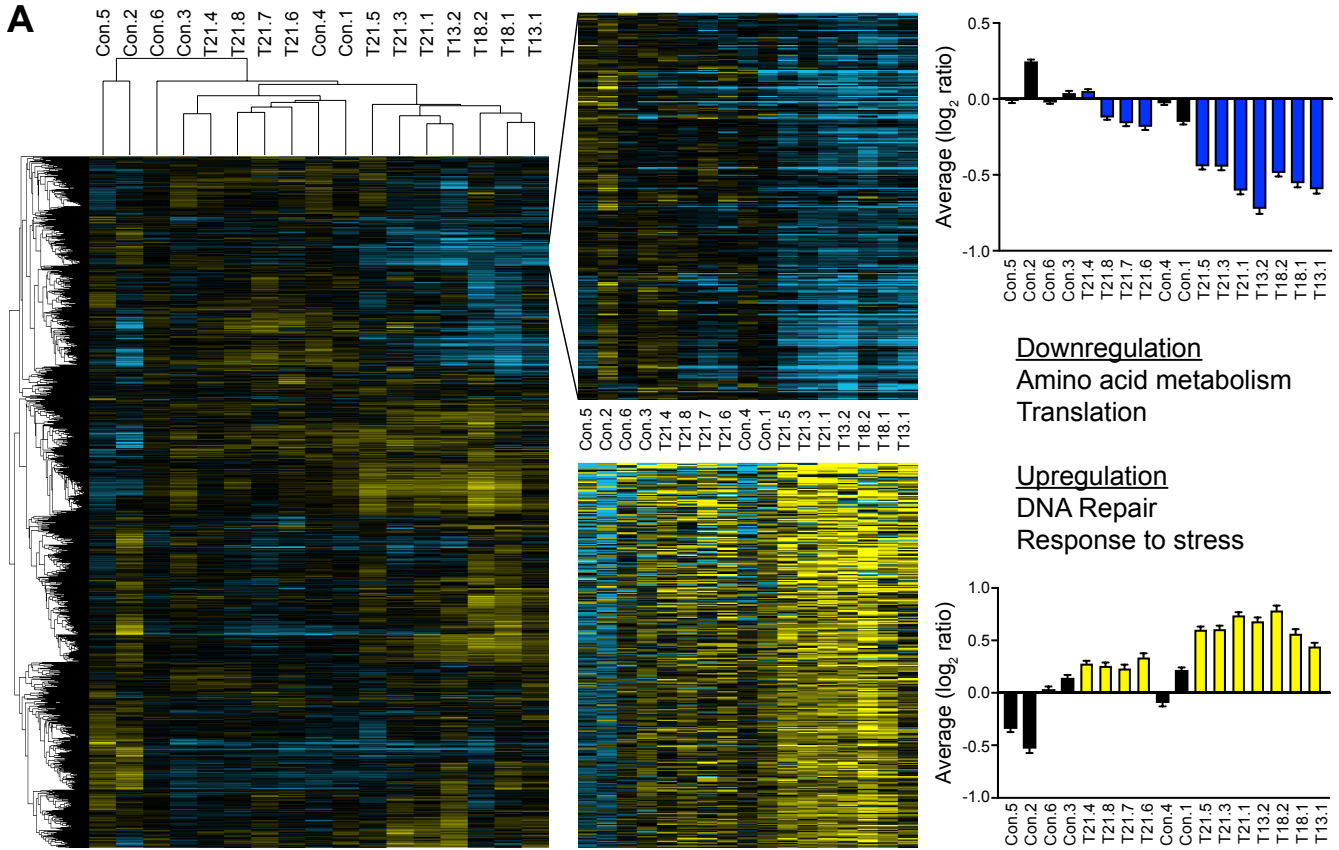 A
Con.5
Con.2
Con.6
Con.3
T21.4
T21.8
T21.7
T21.6
Con.4
Con.1
T21.5
T21.3
T21.1
T13.2
T18.2
T18.1
T13.1
Average (log2 ratio)
0.5
0.0
-0.5
-1.0
Con.5
Con.2
Con.6
Con.3
T21.4
T21.8
T21.7
T21.6
Con.4
Con.1
T21.5
T21.3
T21.1
T13.2
T18.2
T18.1
T13.1
Con.5
Con.2
Con.6
Con.3
T21.4
T21.8
T21.7
T21.6
Con.4
Con.1
T21.5
T21.3
T21.1
T13.2
T18.2
T18.1
T13.1
Downregulation
Amino acid metabolism
Translation
Upregulation
DNA Repair
Response to stress
Average (log2 ratio)
1.0
0.5
0.0
-0.5
-1.0
Con.5
Con.2
Con.6
Con.3
T21.4
T21.8
T21.7
T21.6
Con.4
Con.1
T21.5
T21.3
T21.1
T13.2
T18.2
T18.1
T13.1